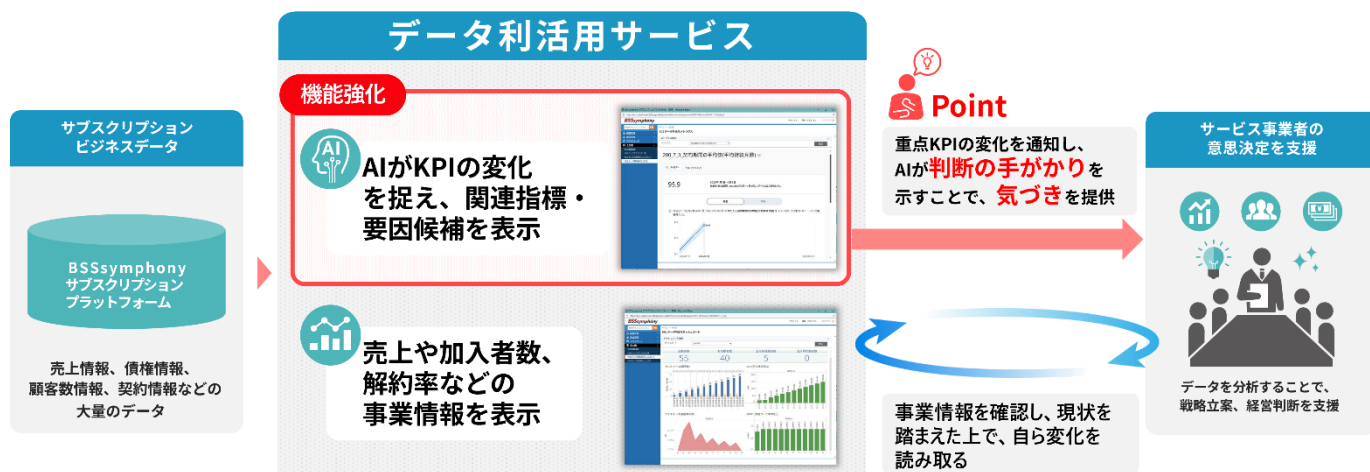 データ利活用サービス
サブスクリプション
ビジネスデータ
BSSsymphony
サブスクリプション
プラットフォーム
売上情報、債権情報、
顧客数情報、契約情報などの
大量のデータ
機能強化
AI
AIがKPIの変化
を捉え、関連指標・
要因候補を表示
BSSsymphony
95.9
売上や加入者数、
解約率などの
事業情報を表示
BSSsymphony
55
40
5
0
Point
重点KPIの変化を通知し、
AIが判断の手がかりを
示すことで、気づきを提供
事業情報を確認し、現状を
踏まえた上で、自ら変化を
読み取る
サービス事業者の
意思決定を支援
データを分析することで、
戦略立案、経営判断を支援